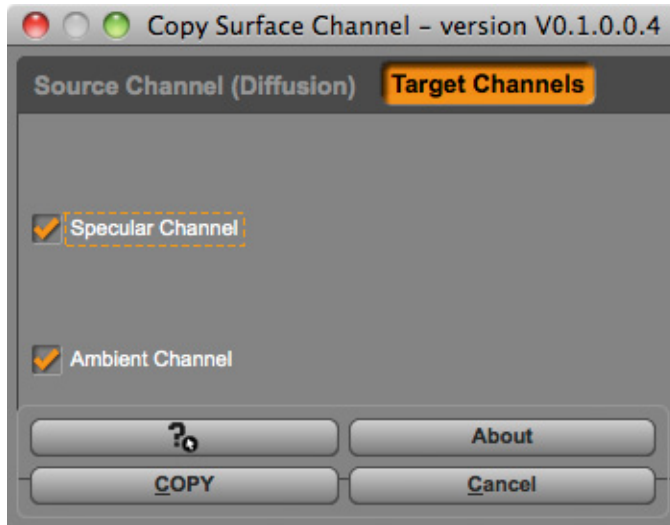 Copy Surface Channel – version V0.1.0.0.4
Source Channel (Diffusion) Target Channels
Specular Channel
Ambient Channel
? About
COPY Cancel